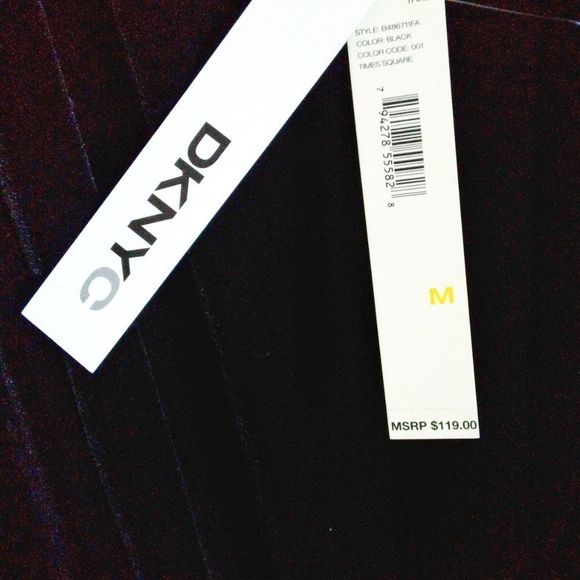 DKNYC
STYLE: B486711FA
COLOR: BLACK
COLOR CODE: 001
TIMES SQUARE
7 94278 55582 8
M
MSRP $119.00